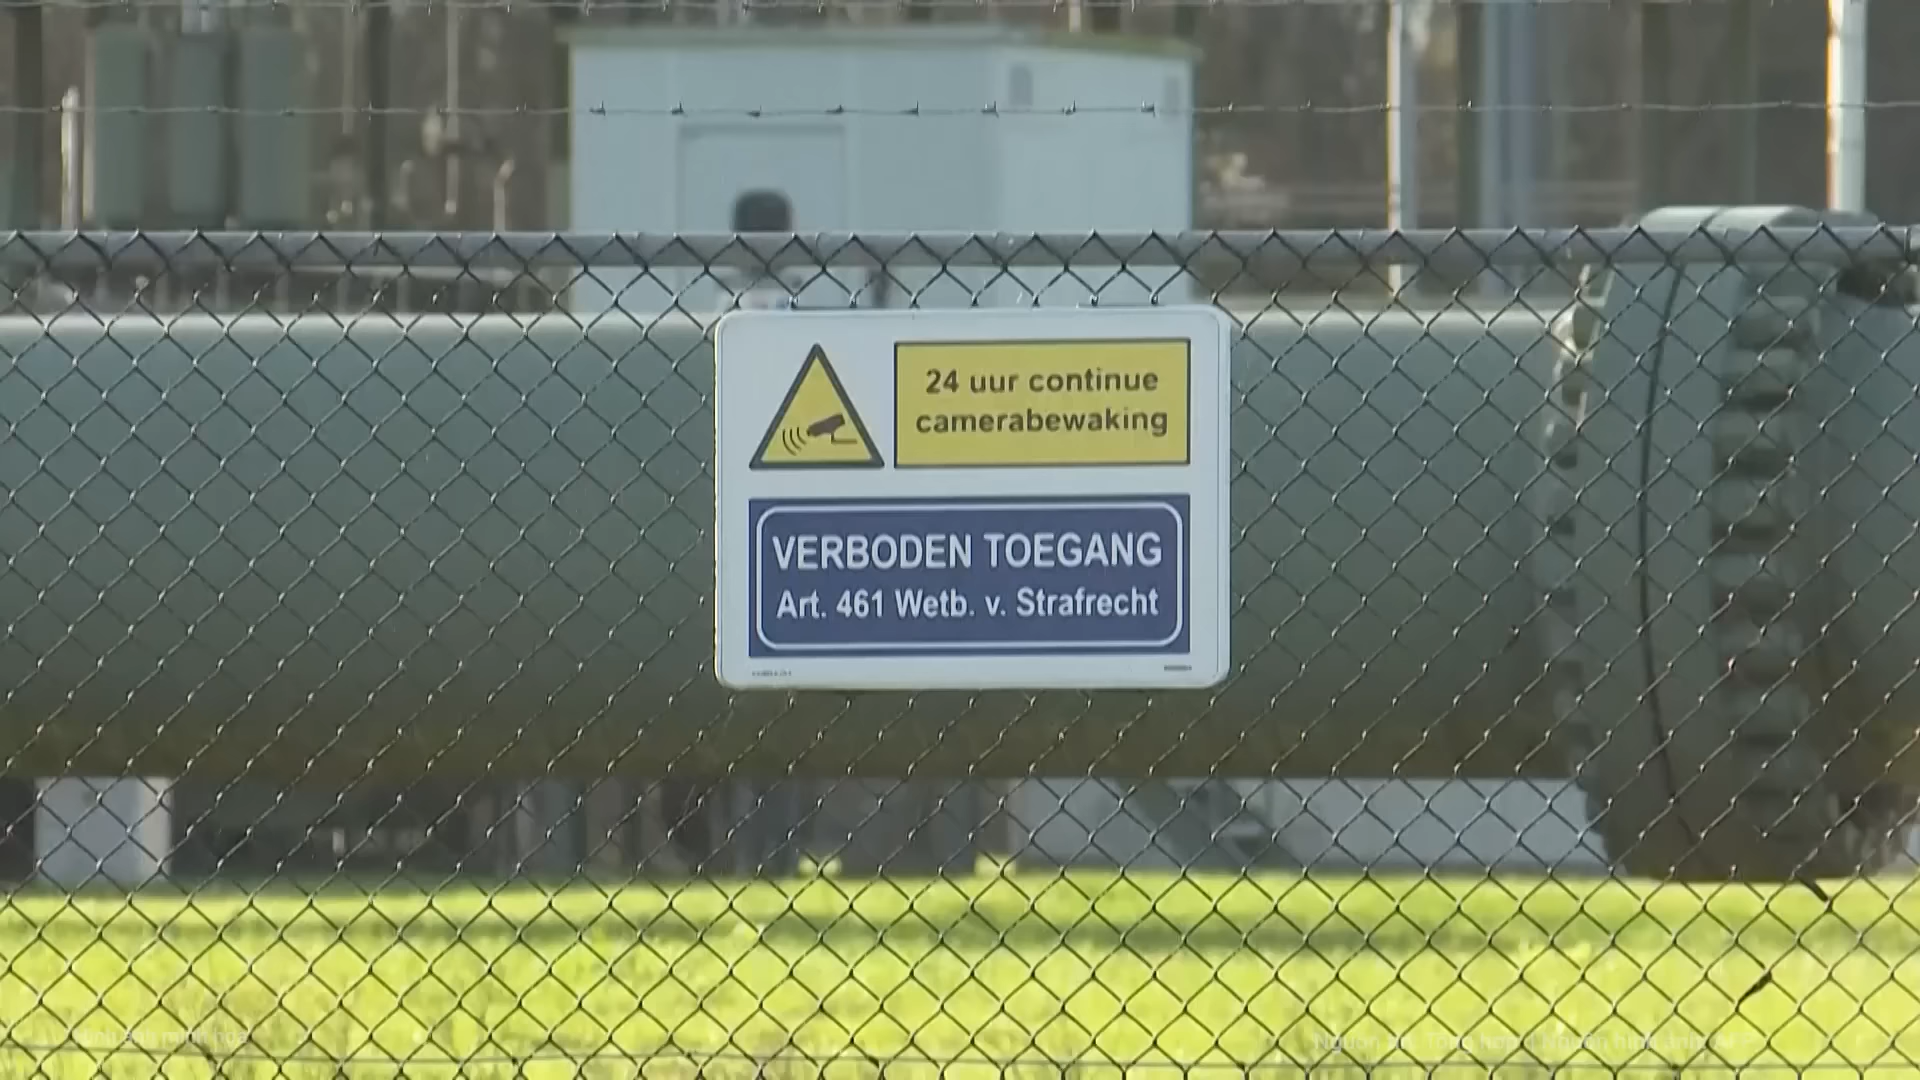 24 uur continue
camerabewaking
VERBODEN TOEGANG
Art. 461 Wetb. v. Strafrecht